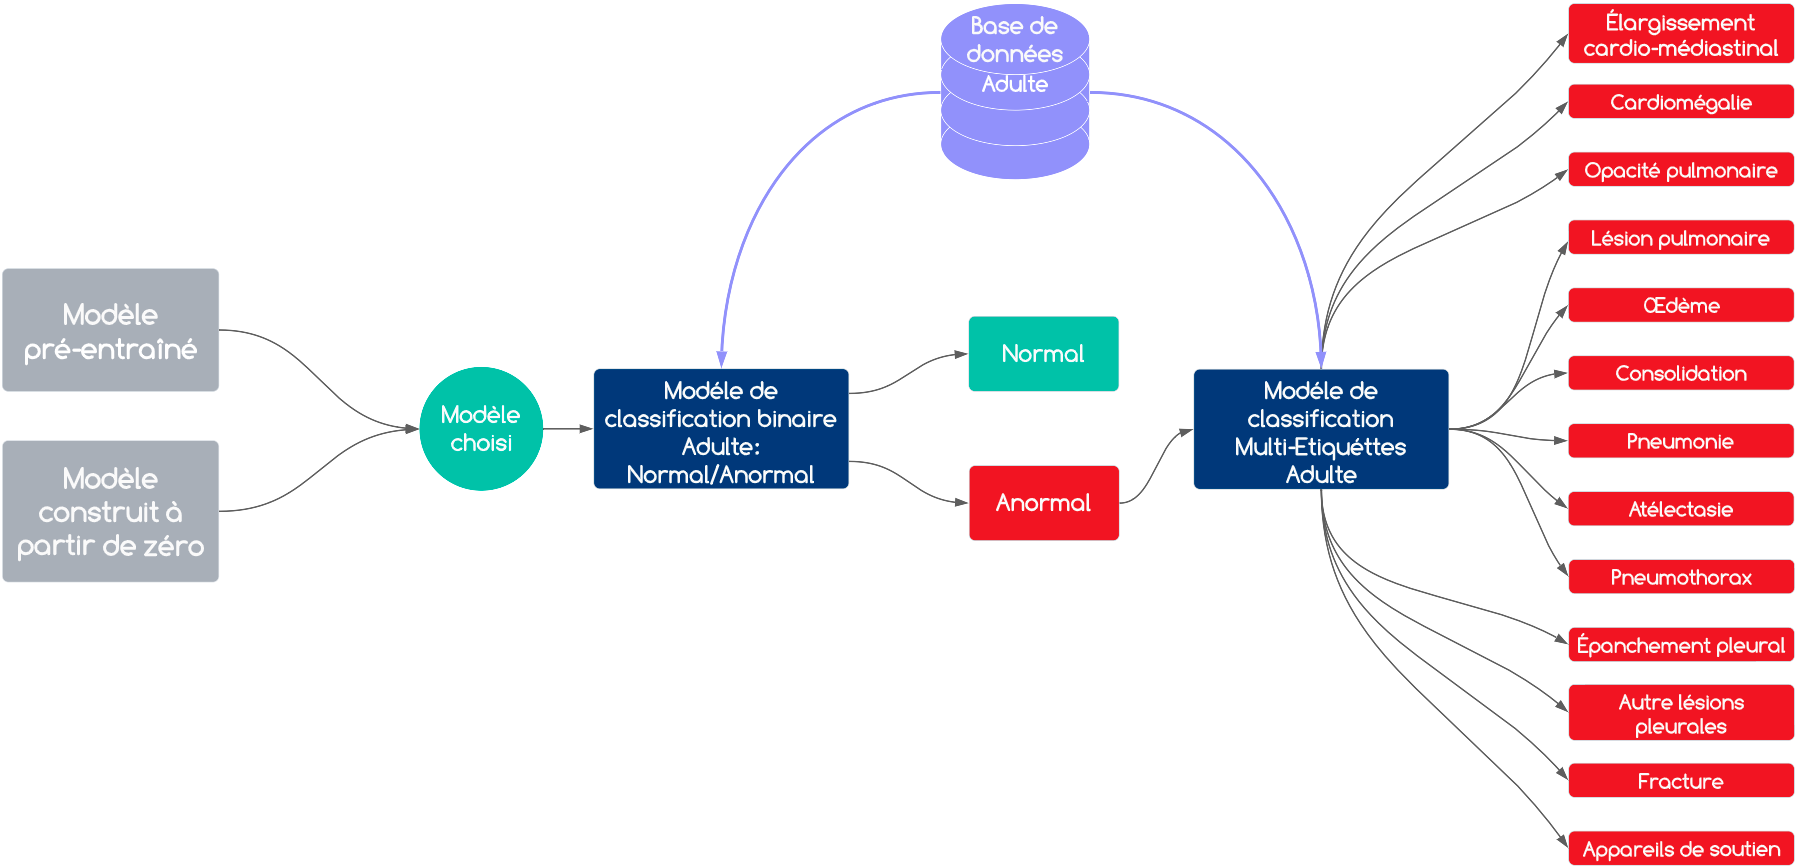 Base de
données
Adulte
Modèle
pré-entraîné
Modèle
construit à
partir de zéro
Modèle
choisi
Modéle de
classification binaire
Adulte:
Normal/Anormal
Normal
Anormal
Modéle de
classification
Multi-Etiquéttes
Adulte
Élargissement
cardio-médiastinal
Cardiomégalie
Opacité pulmonaire
Lésion pulmonaire
Œdème
Consolidation
Pneumonie
Atélectasie
Pneumothorax
Épanchement pleural
Autre lésions
pleurales
Fracture
Appareils de soutien